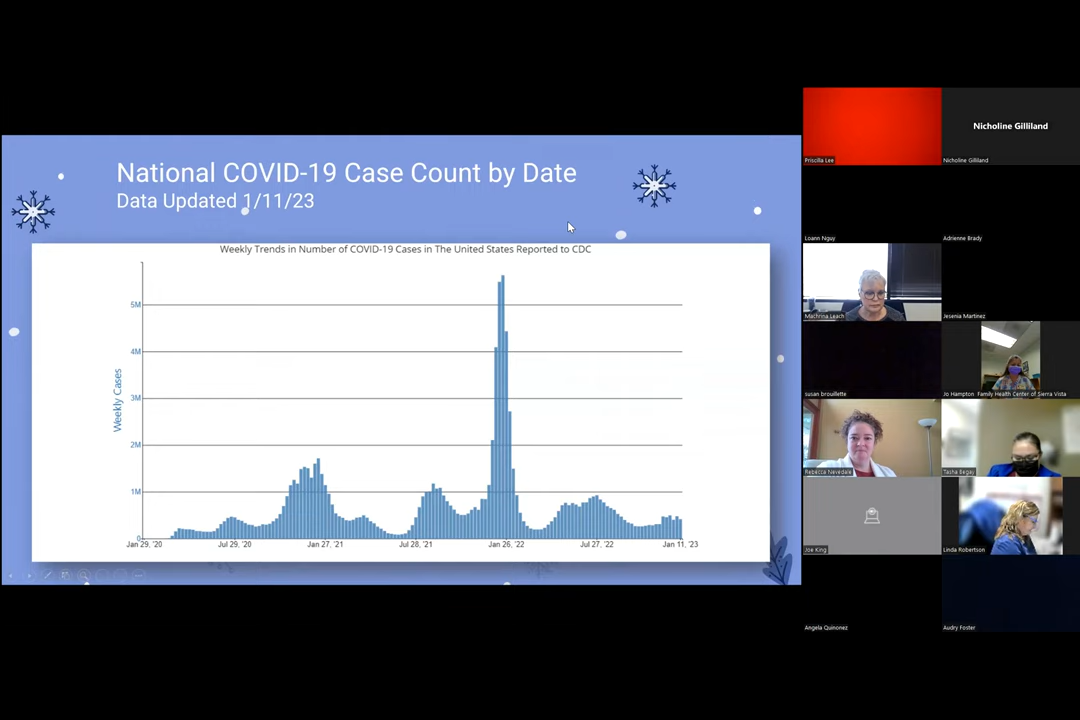 National COVID-19 Case Count by Date
Data Updated 1/11/23
Weekly Trends in Number of COVID-19 Cases in The United States Reported to CDC
Weekly Cases
5M
4M
3M
2M
1M
0
Jan 29, '20 Jul 29, '20 Jan 27, '21 Jul 28, '21 Jan 26, '22 Jul 27, '22 Jan 11, '23
Nicholine Gilliland
Priscilla Lee
Nicholine Gilliland
Loann Nguy
Adrienne Brady
Machrina Leach
Jesenia Martinez
susan brouillette
Jo Hampton Family Health Center of Sierra Vista
Rebecca Nevedale
Tasha Begay
Joe King
Linda Robertson
Angela Quinonez
Audry Foster